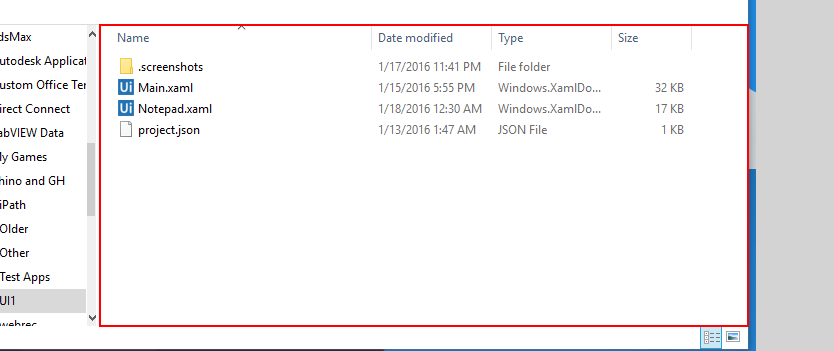 Name Date modified Type Size
.screenshots 1/17/2016 11:41 PM File folder
Ui Main.xaml 1/15/2016 5:55 PM Windows.XamlDo... 32 KB
Ui Notepad.xaml 1/18/2016 12:30 AM Windows.XamlDo... 17 KB
project.json 1/13/2016 1:47 AM JSON File 1 KB
dsMax
utodesk Applicat
ustom Office Ter
irect Connect
abVIEW Data
ly Games
hino and GH
iPath
Older
Other
Test Apps
UI1
webrec